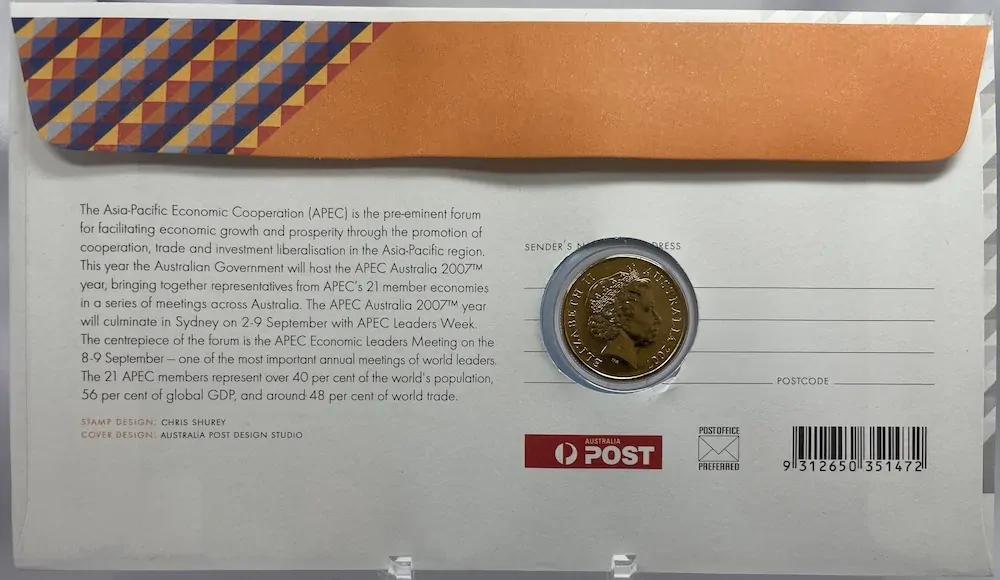 The Asia-Pacific Economic Cooperation (APEC) is the pre-eminent forum
for facilitating economic growth and prosperity through the promotion of
cooperation, trade and investment liberalisation in the Asia-Pacific region.
This year the Australian Government will host the APEC Australia 2007™
year, bringing together representatives from APEC's 21 member economies
in a series of meetings across Australia. The APEC Australia 2007™ year
will culminate in Sydney on 2-9 September with APEC Leaders Week.
The centrepiece of the forum is the APEC Economic Leaders Meeting on the
8-9 September – one of the most important annual meetings of world leaders.
The 21 APEC members represent over 40 per cent of the world's population,
56 per cent of global GDP, and around 48 per cent of world trade.
STAMP DESIGN: CHRIS SHUREY
COVER DESIGN: AUSTRALIA POST DESIGN STUDIO
SENDER'S
ELIZABETH II AUSTRALIA 2007
POSTCODE
AUSTRALIA
POST
POST OFFICE
PREFERRED
9 312650 351472